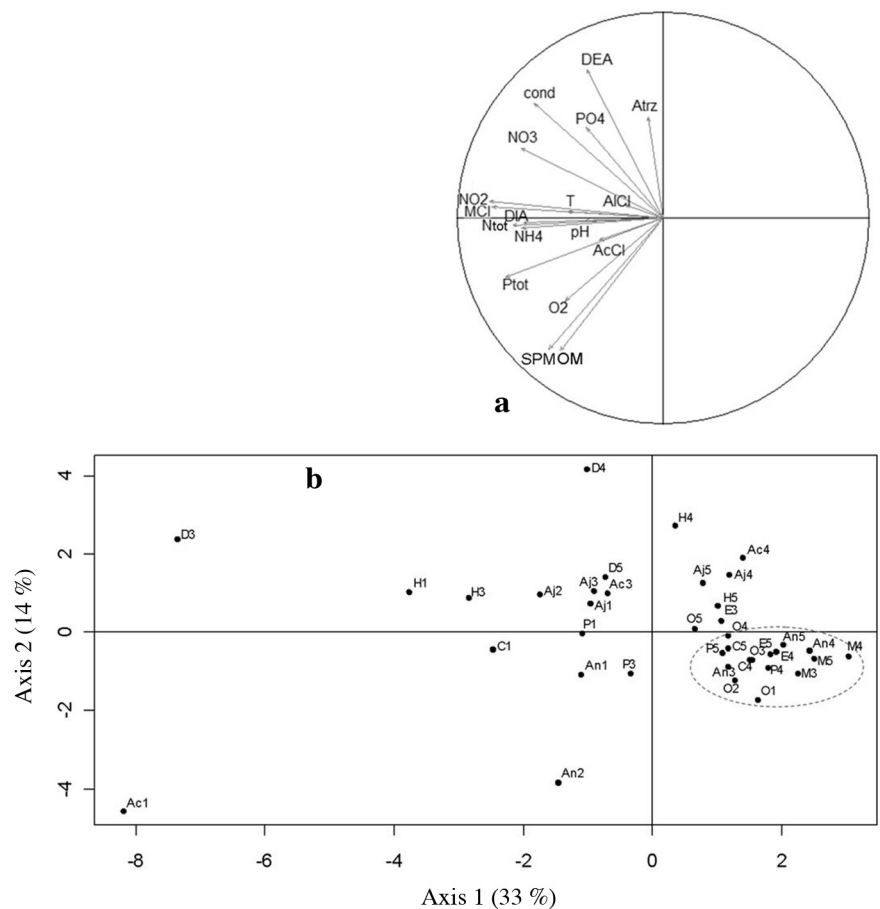 DEA
cond
Atrz
PO4
NO3
NO2
T
AlCl
MCl
DIA
Ntot
NH4
pH
AcCl
Ptot
O2
SPM OM
a
b
4
2
0
-2
-4
Axis 2 (14 %)
D4
D3
H4
Ac4
D5
Aj5
Aj4
H1
H3
Aj2
Aj3
Ac3
Aj1
H5
E3
O5
O4
P1
C1
An5
An4
M4
P5
C5
O3
E5
E4
M5
An1
P3
An3
C4
P4
M3
O2
O1
An2
Ac1
-8
-6
-4
-2
0
2
Axis 1 (33 %)